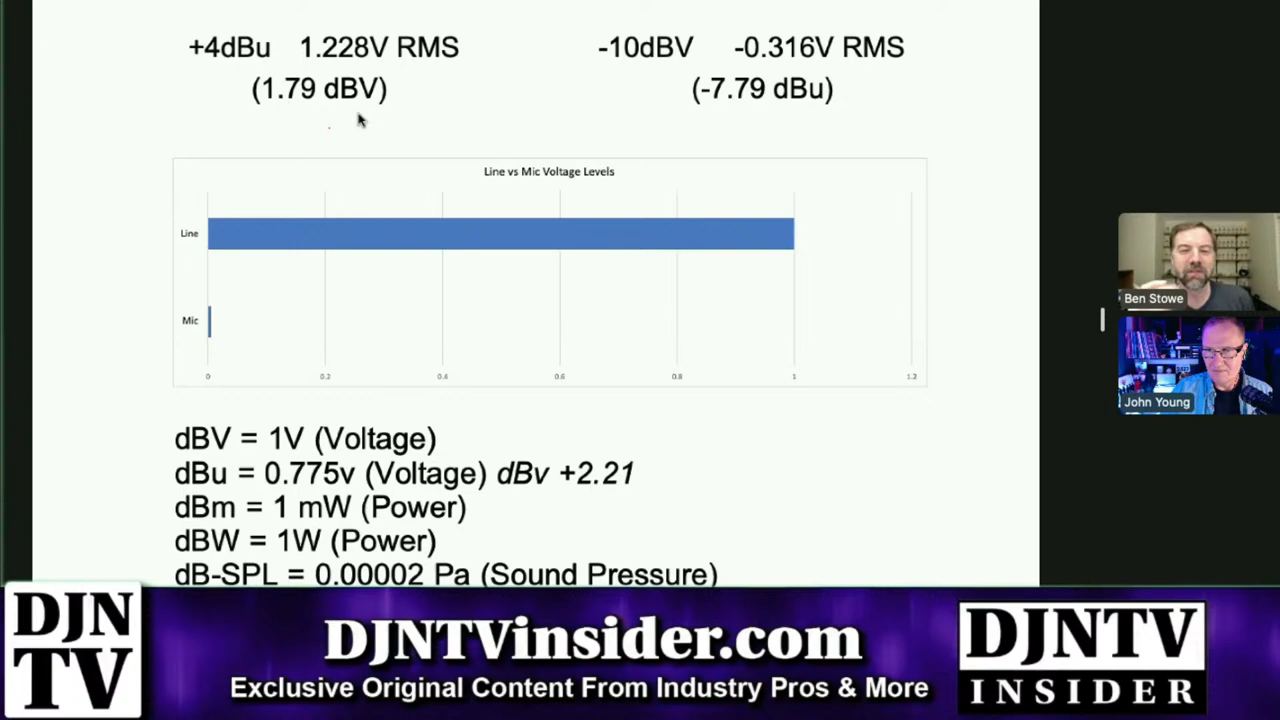 +4dBu 1.228V RMS
(1.79 dBV)
-10dBV -0.316V RMS
(-7.79 dBu)
Line vs Mic Voltage Levels
Line
Mic
0 0.2 0.4 0.6 0.8 1 1.2
dBV = 1V (Voltage)
dBu = 0.775v (Voltage) dBv +2.21
dBm = 1 mW (Power)
dBW = 1W (Power)
dB-SPL = 0.00002 Pa (Sound Pressure)
Ben Stowe
John Young
DJN
TV
DJNTVinsider.com
Exclusive Original Content From Industry Pros & More
DJNTV
INSIDER